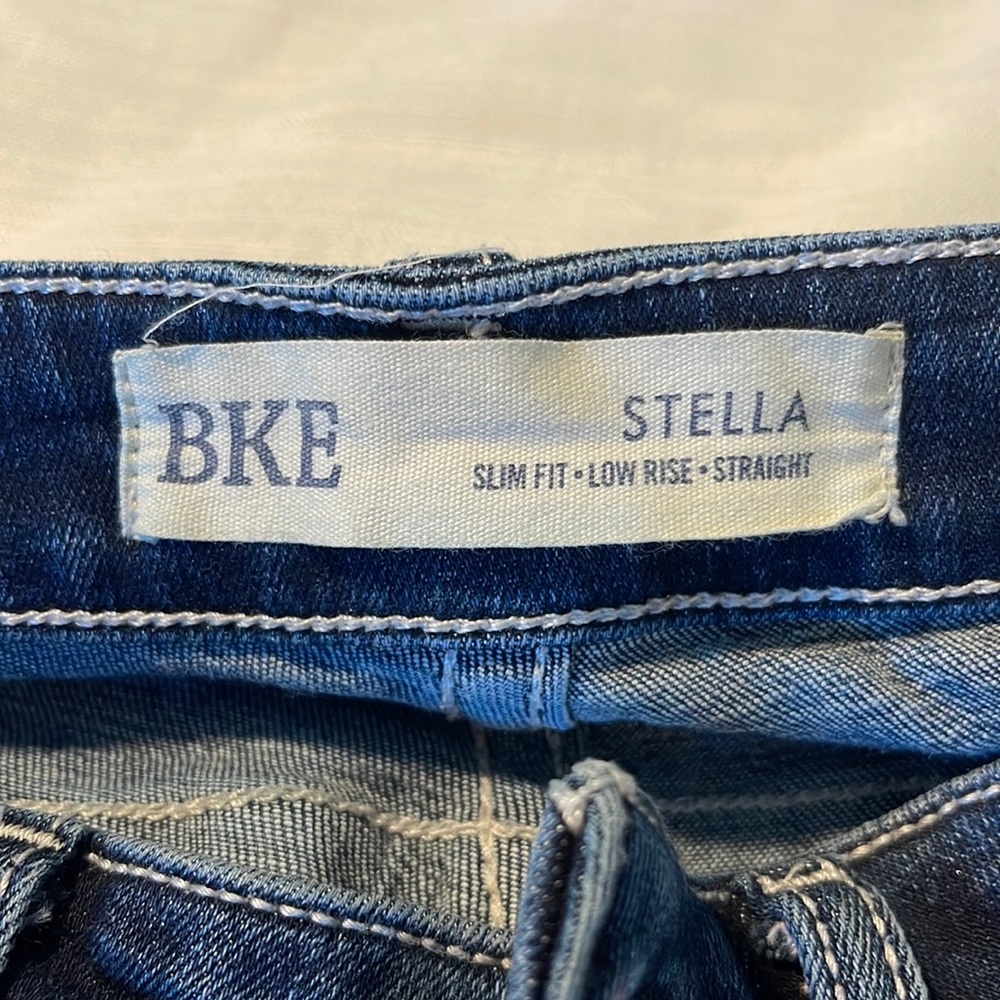 BKE
STELLA
SLIM FIT • LOW RISE • STRAIGHT